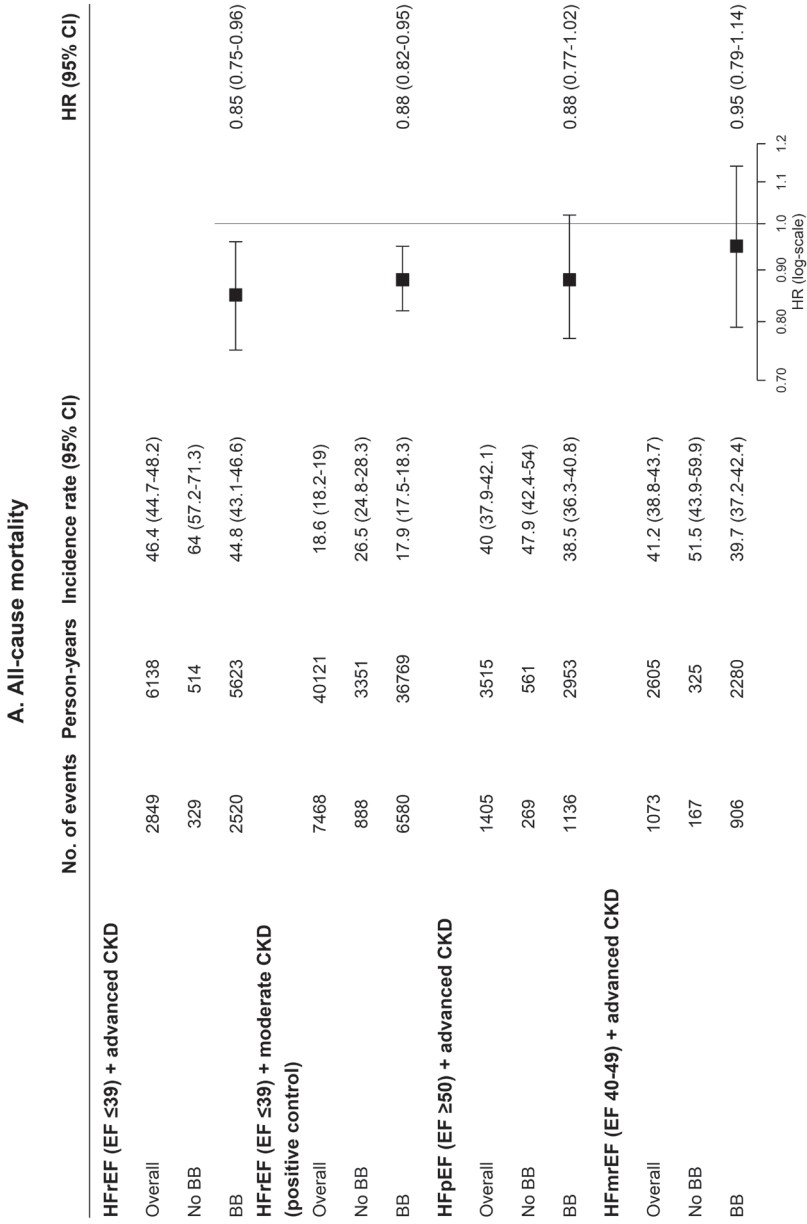 A. All-cause mortality
No. of events Person-years Incidence rate (95% CI) HR (95% CI)
HFrEF (EF ≤39) + advanced CKD
Overall 2849 6138 46.4 (44.7-48.2)
No BB 329 514 64 (57.2-71.3)
BB 2520 5623 44.8 (43.1-46.6) 0.85 (0.75-0.96)
HFrEF (EF ≤39) + moderate CKD
(positive control)
Overall 7468 40121 18.6 (18.2-19)
No BB 888 3351 26.5 (24.8-28.3)
BB 6580 36769 17.9 (17.5-18.3) 0.88 (0.82-0.95)
HFpEF (EF ≥50) + advanced CKD
Overall 1405 3515 40 (37.9-42.1)
No BB 269 561 47.9 (42.4-54)
BB 1136 2953 38.5 (36.3-40.8) 0.88 (0.77-1.02)
HFmrEF (EF 40-49) + advanced CKD
Overall 1073 2605 41.2 (38.8-43.7)
No BB 167 325 51.5 (43.9-59.9)
BB 906 2280 39.7 (37.2-42.4) 0.95 (0.79-1.14)
0.70 0.80 0.90 1.0 1.1 1.2
HR (log-scale)